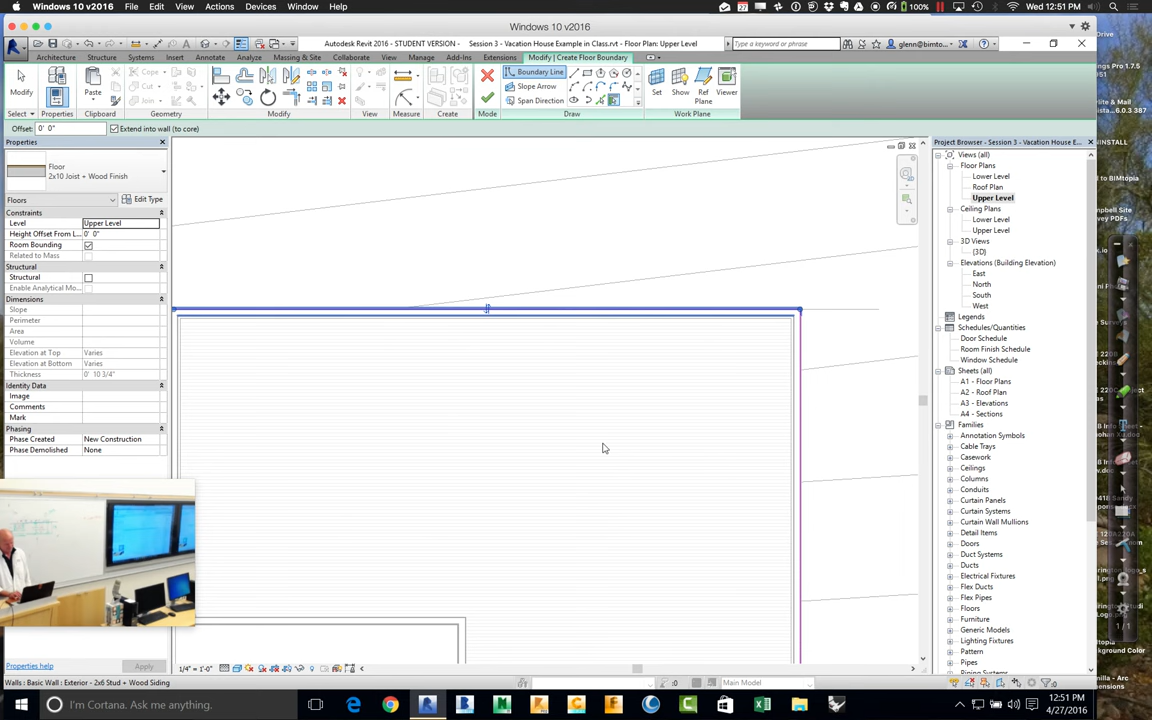 Windows 10 v2016 File Edit View Actions Devices Window Help
100% Wed 12:51 PM
Windows 10 v2016
Autodesk Revit 2016 - STUDENT VERSION - Session 3 - Vacation House Example in Class.rvt - Floor Plan: Upper Level
Type a keyword or phrase
glenn@bimto...
Architecture Structure Systems Insert Annotate Analyze Massing & Site Collaborate View Manage Add-Ins Extensions Modify | Create Floor Boundary
Modify
Paste
Cope
Cut
Join
Boundary Line
Slope Arrow
Span Direction
Set Show Ref Plane Viewer
Select Properties Clipboard Geometry Modify View Measure Create Mode Draw Work Plane
Offset: 0' 0" Extend into wall (to core)
Properties
Floor
2x10 Joist + Wood Finish
Floors Edit Type
Constraints
Level Upper Level
Height Offset From L... 0' 0"
Room Bounding
Related to Mass
Structural
Structural
Enable Analytical Mo...
Dimensions
Slope
Perimeter
Area
Volume
Elevation at Top Varies
Elevation at Bottom Varies
Thickness 0' 10 3/4"
Identity Data
Image
Comments
Mark
Phasing
Phase Created New Construction
Phase Demolished None
Properties help Apply
Project Browser - Session 3 - Vacation House E...
Views (all)
Floor Plans
Lower Level
Roof Plan
Upper Level
Ceiling Plans
Lower Level
Upper Level
3D Views
{3D}
Elevations (Building Elevation)
East
North
South
West
Legends
Schedules/Quantities
Door Schedule
Room Finish Schedule
Window Schedule
Sheets (all)
A1 - Floor Plans
A2 - Roof Plan
A3 - Elevations
A4 - Sections
Families
Annotation Symbols
Cable Trays
Casework
Ceilings
Columns
Conduits
Curtain Panels
Curtain Systems
Curtain Wall Mullions
Detail Items
Doors
Duct Systems
Ducts
Electrical Fixtures
Flex Ducts
Flex Pipes
Floors
Furniture
Generic Models
Lighting Fixtures
Pattern
Pipes
1/4" = 1'-0"
Walls : Basic Wall : Exterior - 2x6 Stud + Wood Siding
:0 Main Model :0
I'm Cortana. Ask me anything.
12:51 PM
4/27/2016
1/1